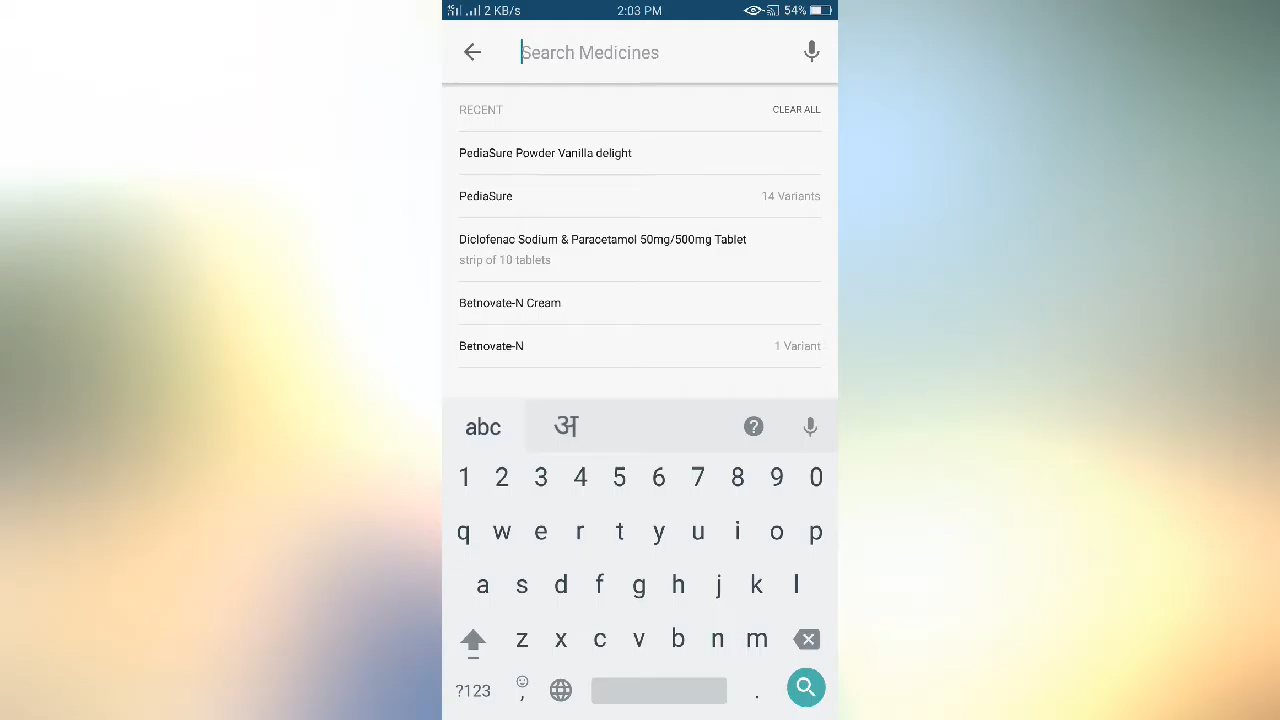 2 KB/s 2:03 PM 54%
Search Medicines
RECENT CLEAR ALL
PediaSure Powder Vanilla delight
PediaSure 14 Variants
Diclofenac Sodium & Paracetamol 50mg/500mg Tablet
strip of 10 tablets
Betnovate-N Cream
Betnovate-N 1 Variant
abc अ ?
1 2 3 4 5 6 7 8 9 0
q w e r t y u i o p
a s d f g h j k l
z x c v b n m
?123 , .